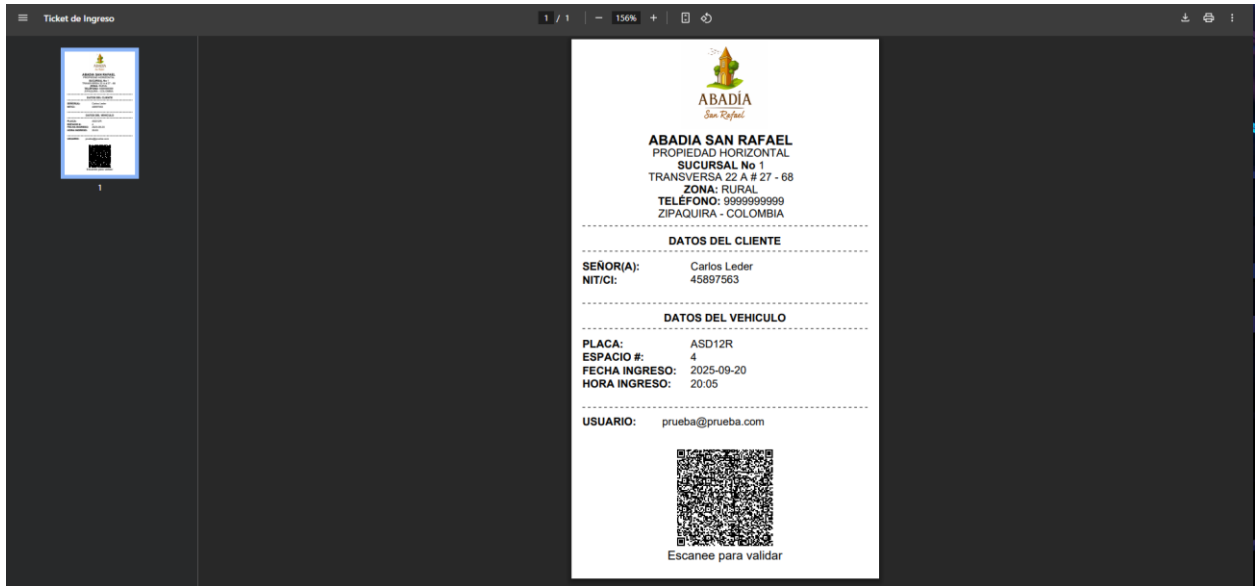 Ticket de Ingreso
1 / 1
156%
1
ABADÍA
San Rafael
ABADIA SAN RAFAEL
PROPIEDAD HORIZONTAL
SUCURSAL No 1
TRANSVERSA 22 A # 27 - 68
ZONA: RURAL
TELÉFONO: 9999999999
ZIPAQUIRA - COLOMBIA
DATOS DEL CLIENTE
SEÑOR(A): Carlos Leder
NIT/CI: 45897563
DATOS DEL VEHICULO
PLACA: ASD12R
ESPACIO #: 4
FECHA INGRESO: 2025-09-20
HORA INGRESO: 20:05
USUARIO: prueba@prueba.com
Escanee para validar